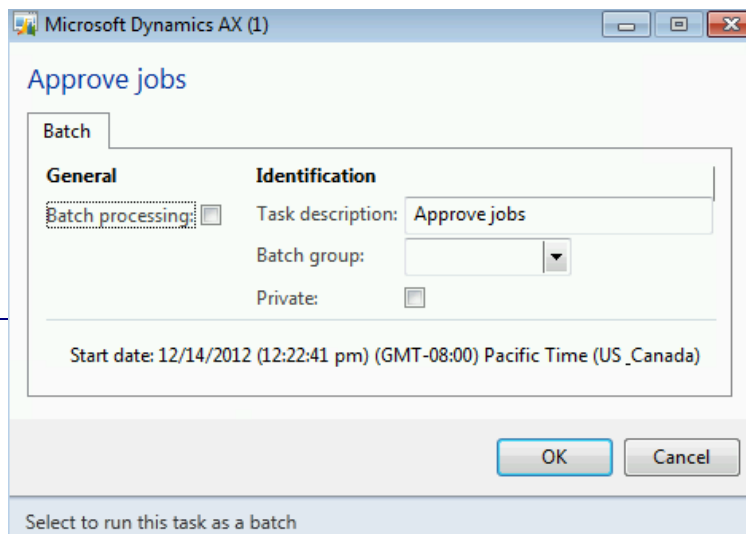 Microsoft Dynamics AX (1)
Approve jobs
Batch
General
Identification
Batch processing:
Task description: Approve jobs
Batch group:
Private:
Start date: 12/14/2012 (12:22:41 pm) (GMT-08:00) Pacific Time (US _Canada)
OK
Cancel
Select to run this task as a batch